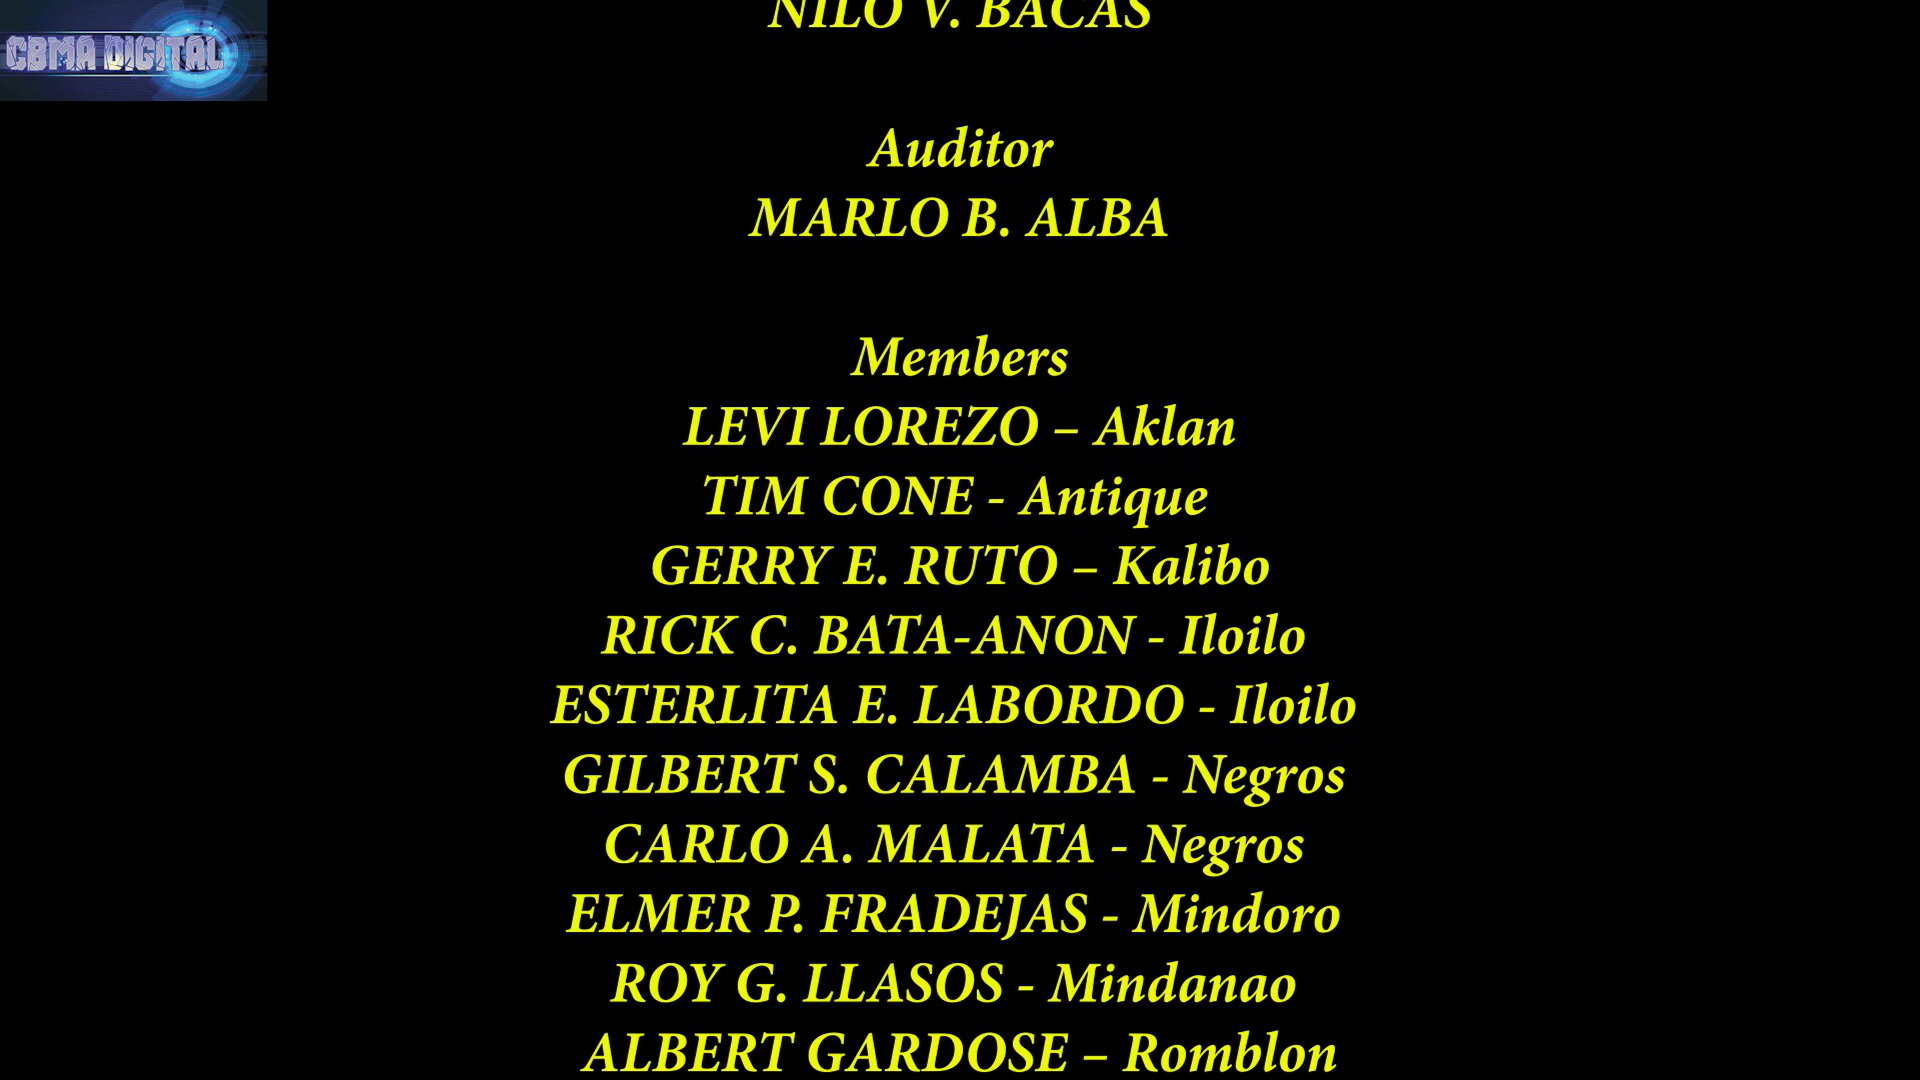 NILO V. BACAS
CBMA DIGITAL
Auditor
MARLO B. ALBA
Members
LEVI LOREZO – Aklan
TIM CONE - Antique
GERRY E. RUTO – Kalibo
RICK C. BATA-ANON - Iloilo
ESTERLITA E. LABORDO - Iloilo
GILBERT S. CALAMBA - Negros
CARLO A. MALATA - Negros
ELMER P. FRADEJAS - Mindoro
ROY G. LLASOS - Mindanao
ALBERT GARDOSE – Romblon